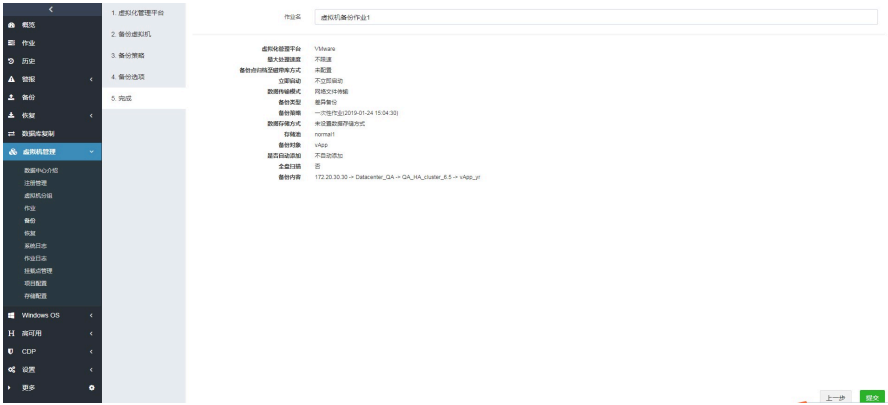 概览
作业
历史
警报
备份
恢复
数据库复制
虚拟机管理
数据中心介绍
注册管理
虚拟机分组
作业
备份
恢复
系统日志
作业日志
挂载点管理
项目配置
存储配置
Windows OS
高可用
CDP
设置
更多
1. 虚拟化管理平台
2. 备份虚拟机
3. 备份策略
4. 备份选项
5. 完成
作业名 虚拟机备份作业1
虚拟化管理平台 VMware
最大处理速度 不限速
备份点归档至磁带库方式 未配置
立即启动 不立即启动
数据传输模式 网络文件传输
备份类型 差异备份
备份策略 一次性作业(2019-01-24 15:04:30)
数据存储方式 未设置数据存储方式
存储池 normal1
备份对象 vApp
是否自动添加 不自动添加
全盘扫描 否
备份内容 172.20.30.30 -> Datacenter_QA -> QA_HA_cluster_6.5 -> vApp_yr
上一步 提交